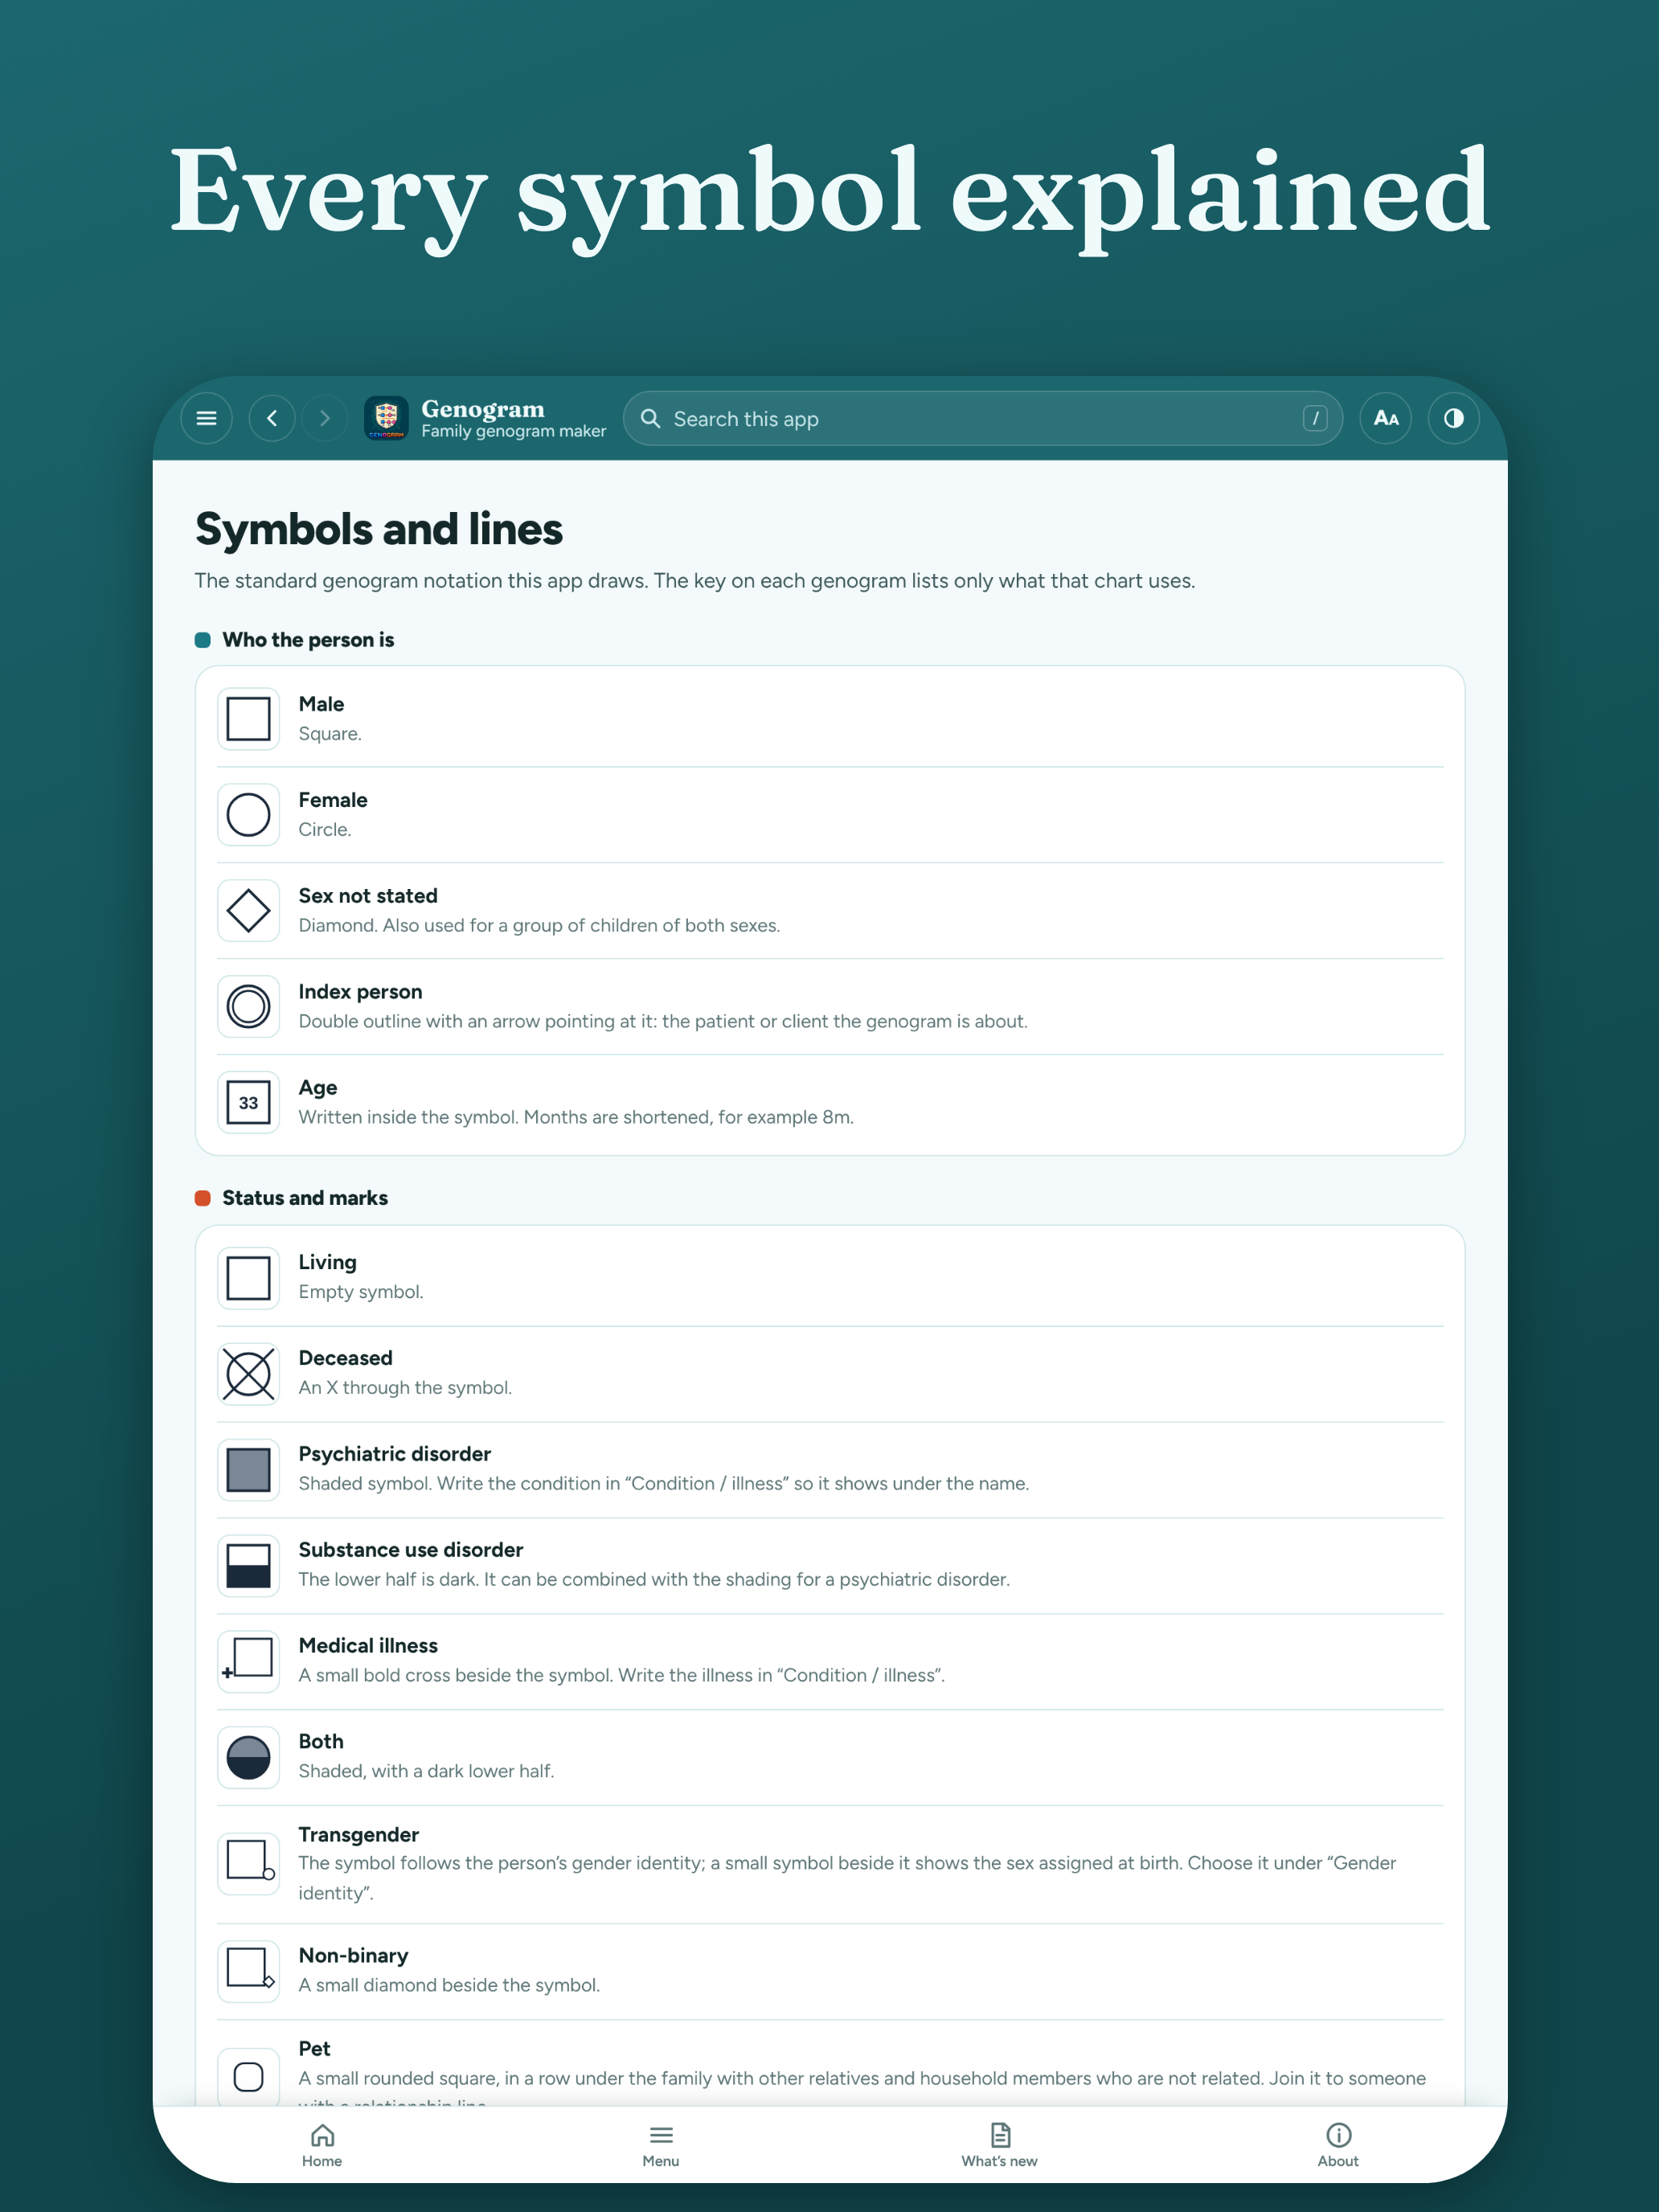 Every symbol explained
Genogram
Family genogram maker
Search this app
/
AA
GENOGRAM
Symbols and lines
The standard genogram notation this app draws. The key on each genogram lists only what that chart uses.
Who the person is
Male
Square.
Female
Circle.
Sex not stated
Diamond. Also used for a group of children of both sexes.
Index person
Double outline with an arrow pointing at it: the patient or client the genogram is about.
33
Age
Written inside the symbol. Months are shortened, for example 8m.
Status and marks
Living
Empty symbol.
Deceased
An X through the symbol.
Psychiatric disorder
Shaded symbol. Write the condition in “Condition / illness” so it shows under the name.
Substance use disorder
The lower half is dark. It can be combined with the shading for a psychiatric disorder.
Medical illness
A small bold cross beside the symbol. Write the illness in “Condition / illness”.
Both
Shaded, with a dark lower half.
Transgender
The symbol follows the person’s gender identity; a small symbol beside it shows the sex assigned at birth. Choose it under “Gender
identity”.
Non-binary
A small diamond beside the symbol.
Pet
A small rounded square, in a row under the family with other relatives and household members who are not related. Join it to someone
with a relationship line.
Home
Menu
What’s new
About